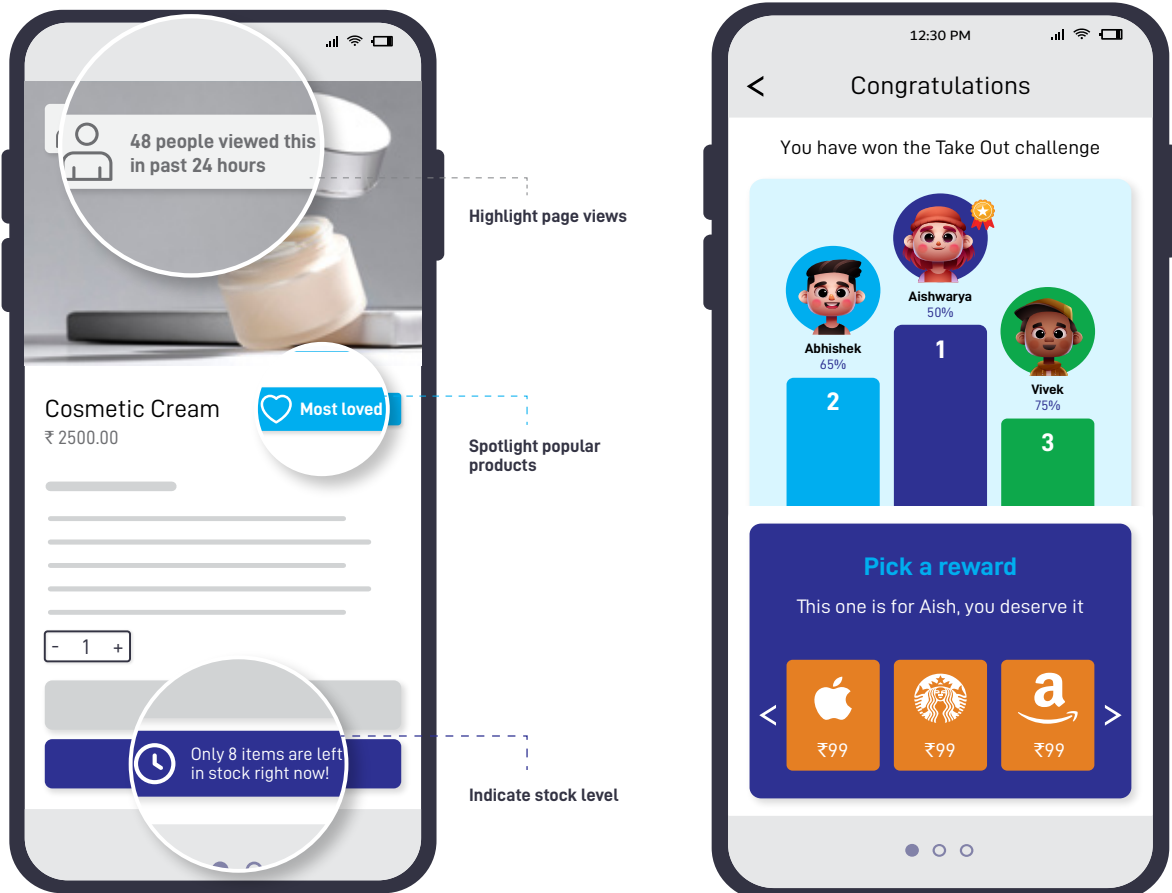 48 people viewed this
in past 24 hours
Highlight page views
Cosmetic Cream
₹ 2500.00
Most loved
Spotlight popular
products
- 1 +
Only 8 items are left
in stock right now!
Indicate stock level
12:30 PM
< Congratulations
You have won the Take Out challenge
Aishwarya
50%
1
Abhishek
65%
2
Vivek
75%
3
Pick a reward
This one is for Aish, you deserve it
< >
a
₹99 ₹99 ₹99